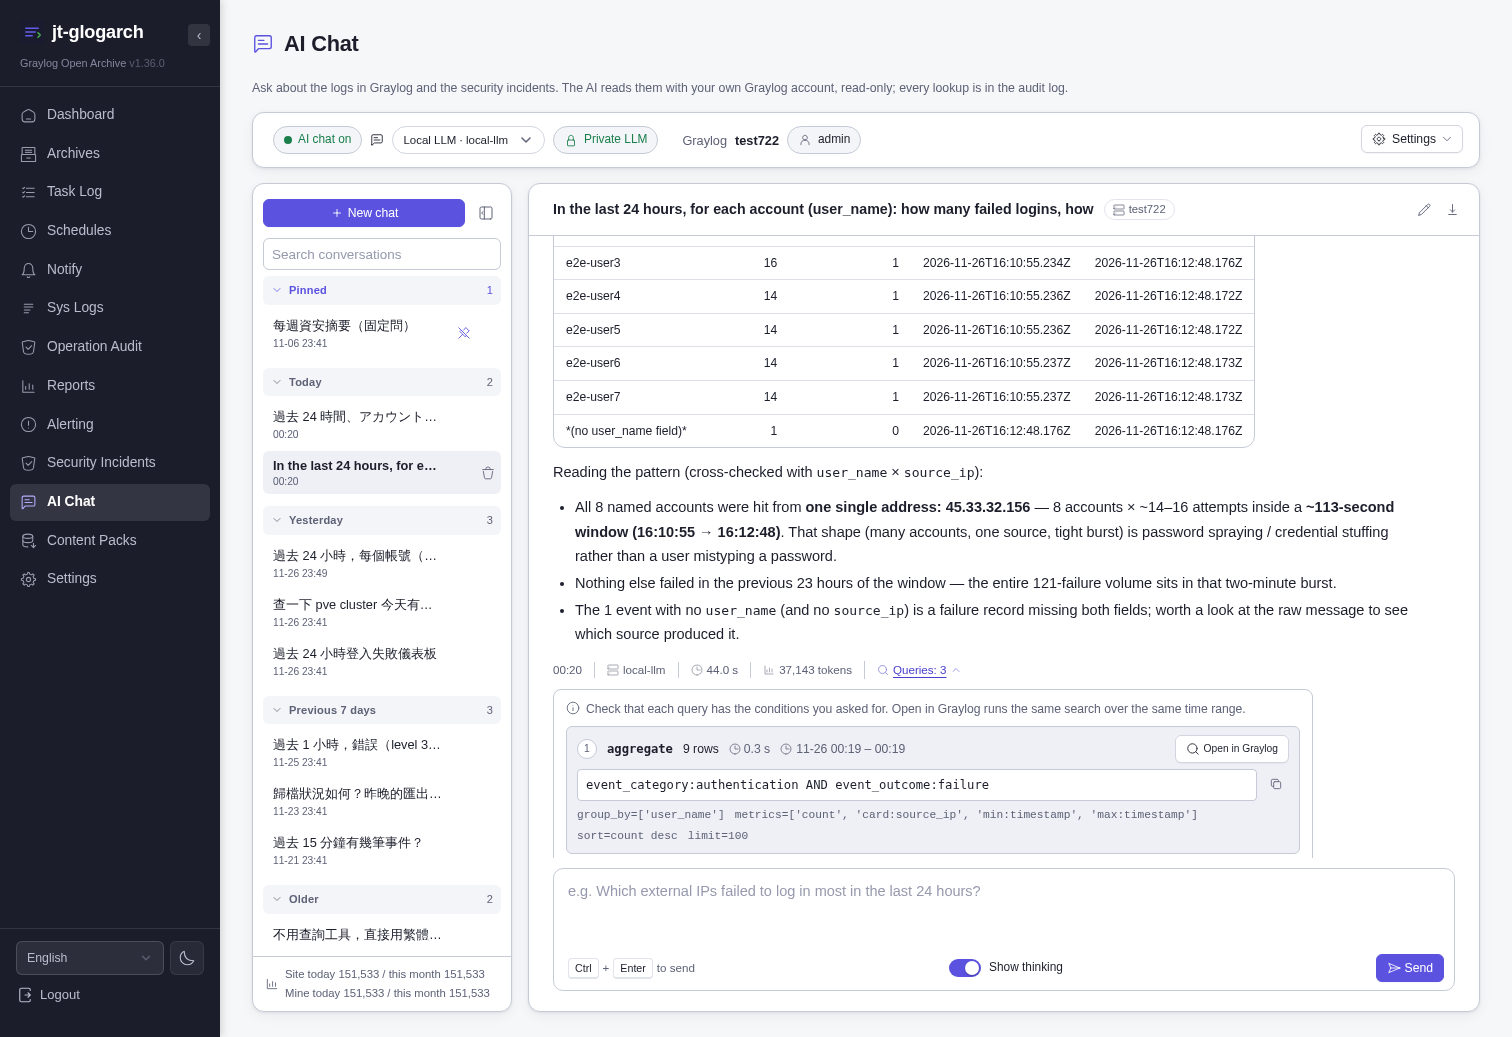 jt-glogarch
Graylog Open Archive v1.36.0
Dashboard
Archives
Task Log
Schedules
Notify
Sys Logs
Operation Audit
Reports
Alerting
Security Incidents
AI Chat
Content Packs
Settings
English
Logout
AI Chat
Ask about the logs in Graylog and the security incidents. The AI reads them with your own Graylog account, read-only; every lookup is in the audit log.
AI chat on
Local LLM · local-llm
Private LLM
Graylog test722
admin
Settings
+ New chat
Search conversations
Pinned 1
每週資安摘要（固定問）
11-06 23:41
Today 2
過去 24 時間、アカウント…
00:20
In the last 24 hours, for e…
00:20
Yesterday 3
過去 24 小時，每個帳號（…
11-26 23:49
查一下 pve cluster 今天有…
11-26 23:41
過去 24 小時登入失敗儀表板
11-26 23:41
Previous 7 days 3
過去 1 小時，錯誤（level 3…
11-25 23:41
歸檔狀況如何？昨晚的匯出…
11-23 23:41
過去 15 分鐘有幾筆事件？
11-21 23:41
Older 2
不用查詢工具，直接用繁體…
Site today 151,533 / this month 151,533
Mine today 151,533 / this month 151,533
In the last 24 hours, for each account (user_name): how many failed logins, how
test722
e2e-user3 16 1 2026-11-26T16:10:55.234Z 2026-11-26T16:12:48.176Z
e2e-user4 14 1 2026-11-26T16:10:55.236Z 2026-11-26T16:12:48.172Z
e2e-user5 14 1 2026-11-26T16:10:55.236Z 2026-11-26T16:12:48.172Z
e2e-user6 14 1 2026-11-26T16:10:55.237Z 2026-11-26T16:12:48.173Z
e2e-user7 14 1 2026-11-26T16:10:55.237Z 2026-11-26T16:12:48.173Z
*(no user_name field)* 1 0 2026-11-26T16:12:48.176Z 2026-11-26T16:12:48.176Z
Reading the pattern (cross-checked with user_name × source_ip):
• All 8 named accounts were hit from one single address: 45.33.32.156 — 8 accounts × ~14–16 attempts inside a ~113-second
window (16:10:55 → 16:12:48). That shape (many accounts, one source, tight burst) is password spraying / credential stuffing
rather than a user mistyping a password.
• Nothing else failed in the previous 23 hours of the window — the entire 121-failure volume sits in that two-minute burst.
• The 1 event with no user_name (and no source_ip) is a failure record missing both fields; worth a look at the raw message to see
which source produced it.
00:20 local-llm 44.0 s 37,143 tokens Queries: 3
Check that each query has the conditions you asked for. Open in Graylog runs the same search over the same time range.
1 aggregate 9 rows 0.3 s 11-26 00:19 – 00:19 Open in Graylog
event_category:authentication AND event_outcome:failure
group_by=['user_name'] metrics=['count', 'card:source_ip', 'min:timestamp', 'max:timestamp']
sort=count desc limit=100
e.g. Which external IPs failed to log in most in the last 24 hours?
Ctrl + Enter to send
Show thinking
Send